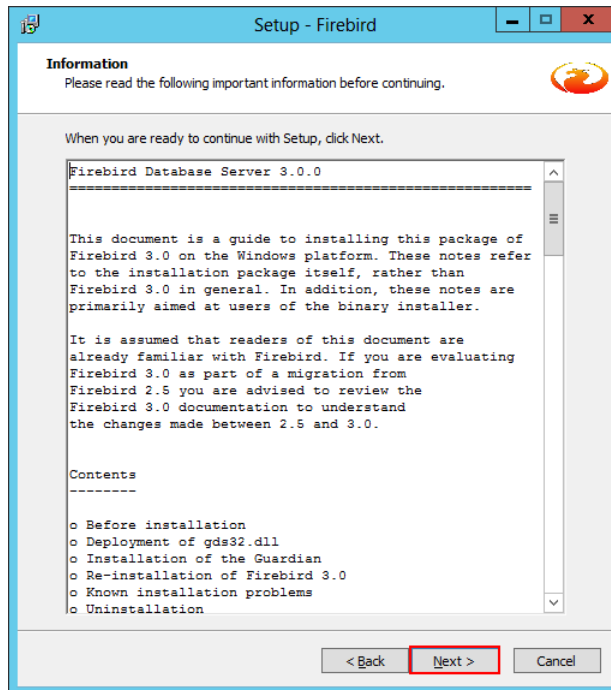 Setup - Firebird
Information
Please read the following important information before continuing.
When you are ready to continue with Setup, click Next.
Firebird Database Server 3.0.0
======================================================
This document is a guide to installing this package of
Firebird 3.0 on the Windows platform. These notes refer
to the installation package itself, rather than
Firebird 3.0 in general. In addition, these notes are
primarily aimed at users of the binary installer.
It is assumed that readers of this document are
already familiar with Firebird. If you are evaluating
Firebird 3.0 as part of a migration from
Firebird 2.5 you are advised to review the
Firebird 3.0 documentation to understand
the changes made between 2.5 and 3.0.
Contents
--------
o Before installation
o Deployment of gds32.dll
o Installation of the Guardian
o Re-installation of Firebird 3.0
o Known installation problems
o Uninstallation
< Back Next > Cancel